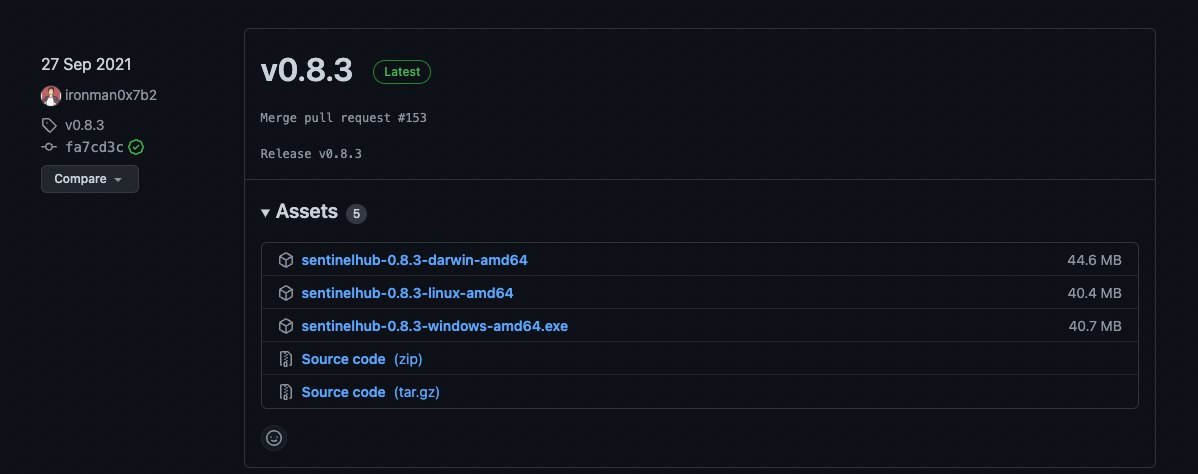 27 Sep 2021
ironman0x7b2
v0.8.3
fa7cd3c
Compare
v0.8.3 Latest
Merge pull request #153
Release v0.8.3
Assets 5
sentinelhub-0.8.3-darwin-amd64 44.6 MB
sentinelhub-0.8.3-linux-amd64 40.4 MB
sentinelhub-0.8.3-windows-amd64.exe 40.7 MB
Source code (zip)
Source code (tar.gz)